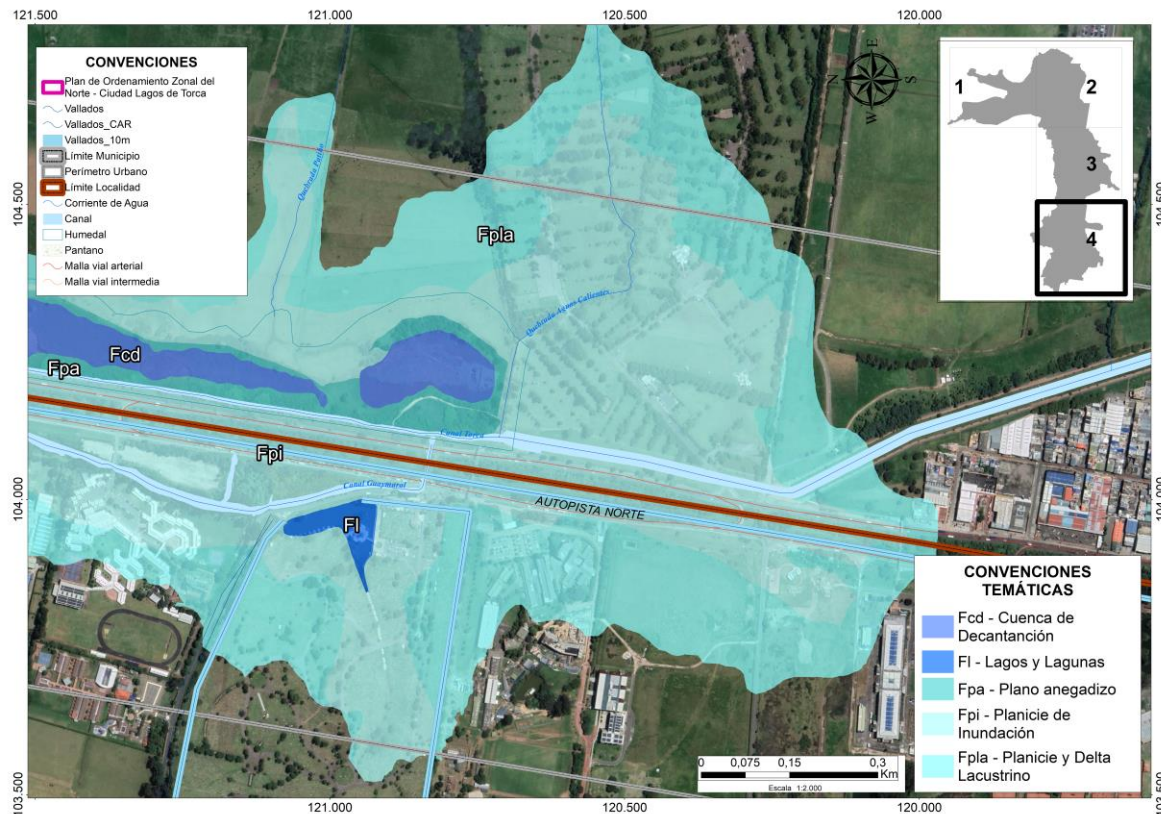 121.500
121.000
120.500
120.000
CONVENCIONES
Plan de Ordenamiento Zonal del
Norte - Ciudad Lagos de Torca
Vallados
Vallados_CAR
Vallados_10m
Límite Municipio
Perímetro Urbano
Límite Localidad
Corriente de Agua
Canal
Humedal
Pantano
Malla vial arterial
Malla vial intermedia
N
E
S
W
1
2
3
4
104.500
104.500
Quebrada Patiño
Fpla
Quebrada Aguas Calientes
Fcd
Fpa
Canal Torca
Fpi
Canal Guaymaral
AUTOPISTA NORTE
Fl
104.000
104.000
CONVENCIONES
TEMÁTICAS
Fcd - Cuenca de
Decantanción
Fl - Lagos y Lagunas
Fpa - Plano anegadizo
Fpi - Planicie de
Inundación
Fpla - Planicie y Delta
Lacustrino
0 0,075 0,15 0,3
Km
Escala 1:2.000
103.500
103.500
121.000
120.500
120.000